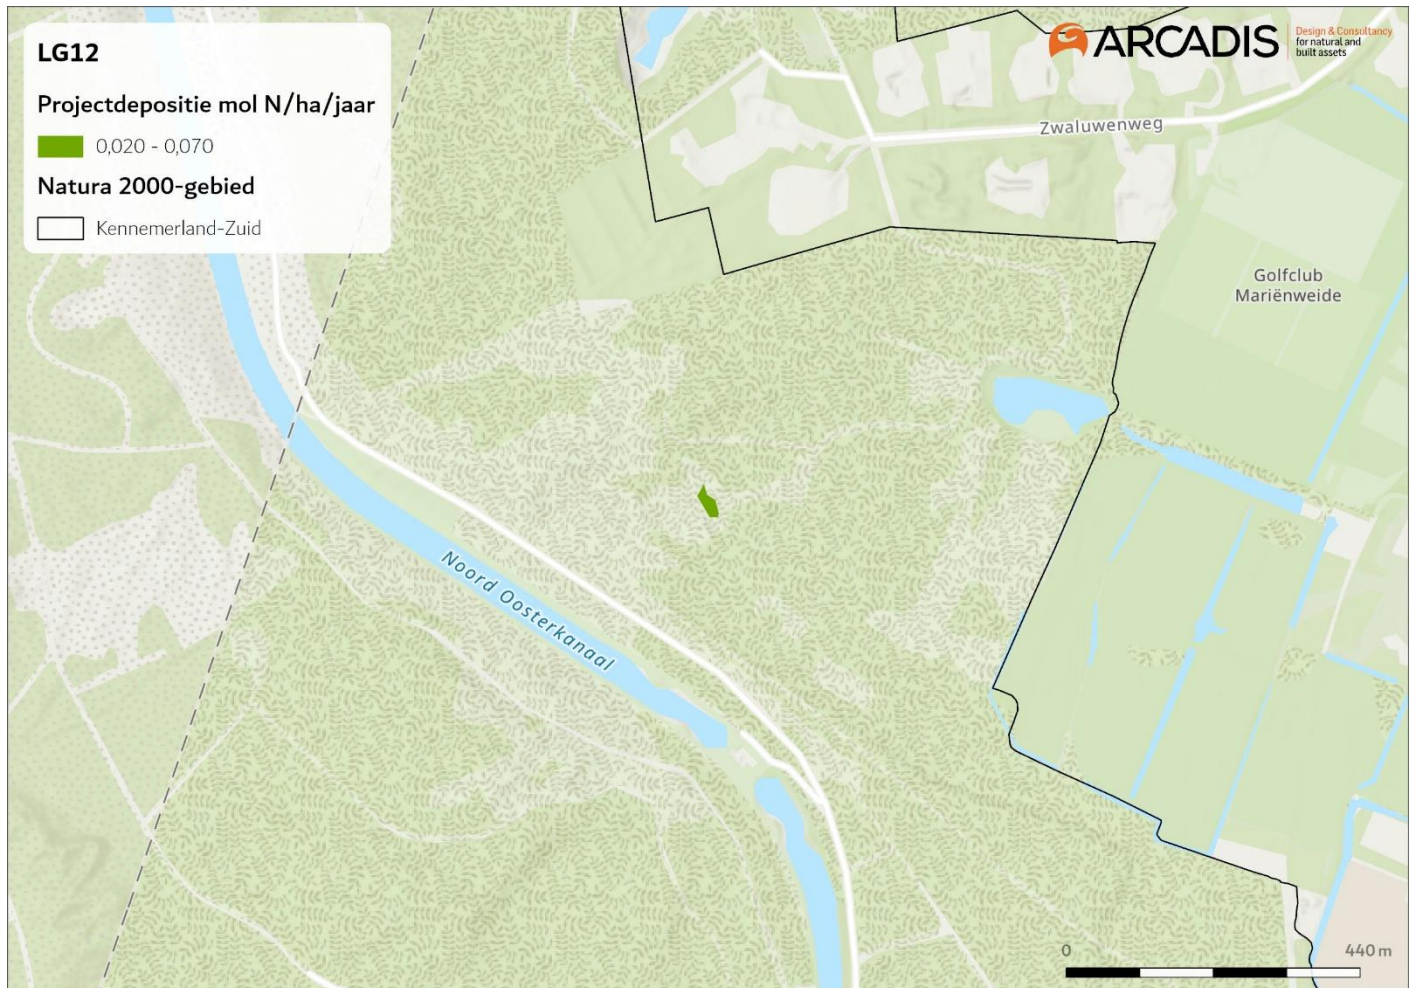 LG12
Projectdepositie mol N/ha/jaar
0,020 - 0,070
Natura 2000-gebied
Kennemerland-Zuid
ARCADIS
Design & Consultancy
for natural and
built assets
Zwaluwenweg
Golfclub
Mariënweide
Noord Oosterkanaal
0
440 m